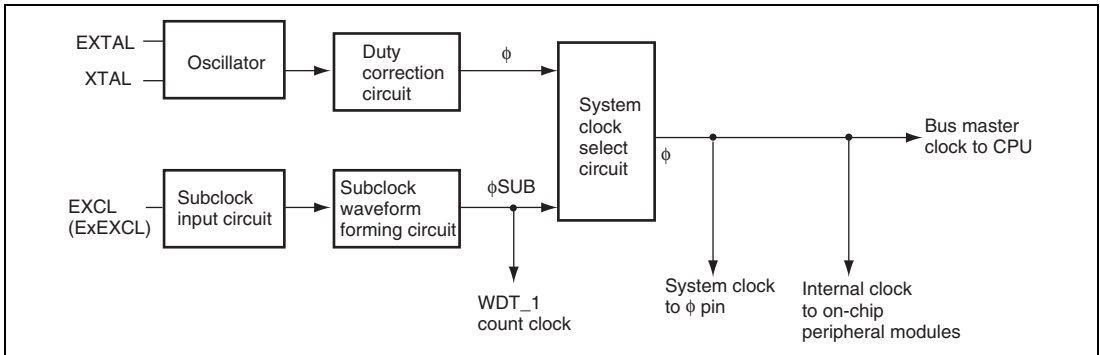 EXTAL
XTAL
Oscillator
Duty
correction
circuit
ϕ
System
clock
select
circuit
ϕ
Bus master
clock to CPU
EXCL
(ExEXCL)
Subclock
input circuit
Subclock
waveform
forming circuit
ϕSUB
WDT_1
count clock
System clock
to ϕ pin
Internal clock
to on-chip
peripheral modules